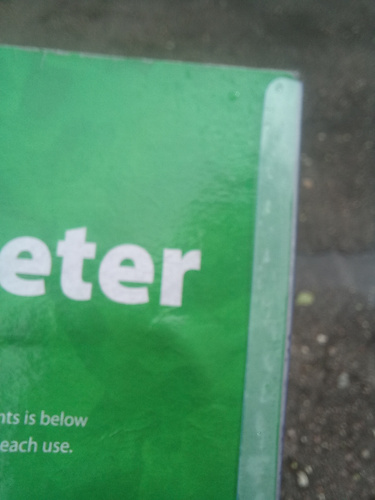 eter
nts is below
each use.